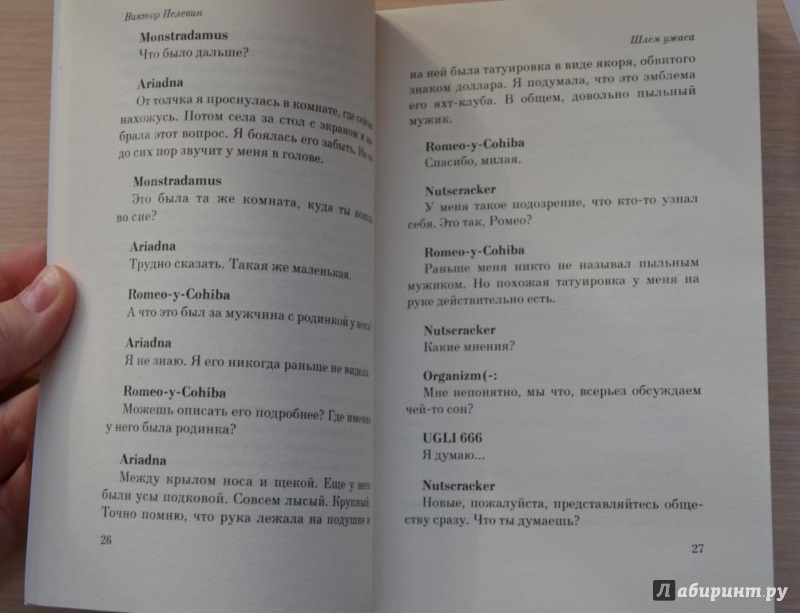 Виктор Пелевин
Monstradamus
Что было дальше?
Ariadna
От толчка я проснулась в комнате, где сейчас
нахожусь. Потом села за стол с экраном и
брала этот вопрос. Я боялась его забыть. Но он
до сих пор звучит у меня в голове.
Monstradamus
Это была та же комната, куда ты вошла
во сне?
Ariadna
Трудно сказать. Такая же маленькая.
Romeo-y-Cohiba
А что это был за мужчина с родинкой у носа?
Ariadna
Я не знаю. Я его никогда раньше не видела.
Romeo-y-Cohiba
Можешь описать его подробнее? Где именно
у него была родинка?
Ariadna
Между крылом носа и щекой. Еще у него
были усы подковой. Совсем лысый. Крупный.
Точно помню, что рука лежала на подушке и
26
Шлем ужаса
на ней была татуировка в виде якоря, обвитого
знаком доллара. Я подумала, что это эмблема
его яхт-клуба. В общем, довольно пыльный
мужик.
Romeo-y-Cohiba
Спасибо, милая.
Nutscracker
У меня такое подозрение, что кто-то узнал
себя. Это так, Ромео?
Romeo-y-Cohiba
Раньше меня никто не называл пыльным
мужиком. Но похожая татуировка у меня на
руке действительно есть.
Nutscracker
Какие мнения?
Organizm(-:
Мне непонятно, мы что, всерьез обсуждаем
чей-то сон?
UGLI 666
Я думаю...
Nutscracker
Новые, пожалуйста, представляйтесь обще-
ству сразу. Что ты думаешь?
27
Лабиринт.ру